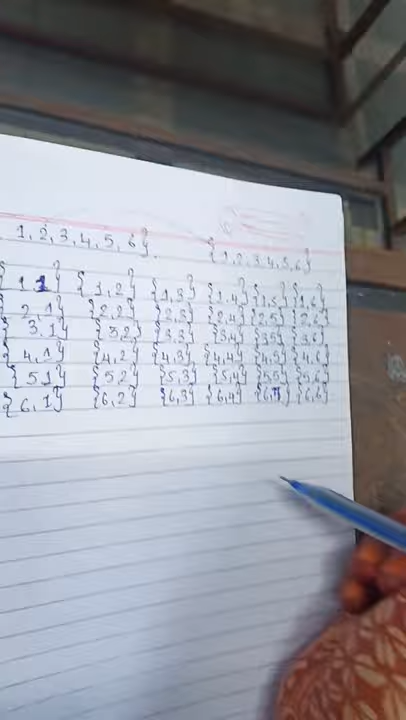 1,2,3,4,5,6}. {1,2,3,4,5,6}
{1,1} {1,2} {1,3} {1,4} {1,5} {1,6}
{2,1} {2,2} {2,3} {2,4} {2,5} {2,6}
{3,1} {3,2} {3,3} {3,4} {3,5} {3,6}
{4,1} {4,2} {4,3} {4,4} {4,5} {4,6}
{5,1} {5,2} {5,3} {5,4} {5,5} {5,6}
{6,1} {6,2} {6,3} {6,4} {6,5} {6,6}